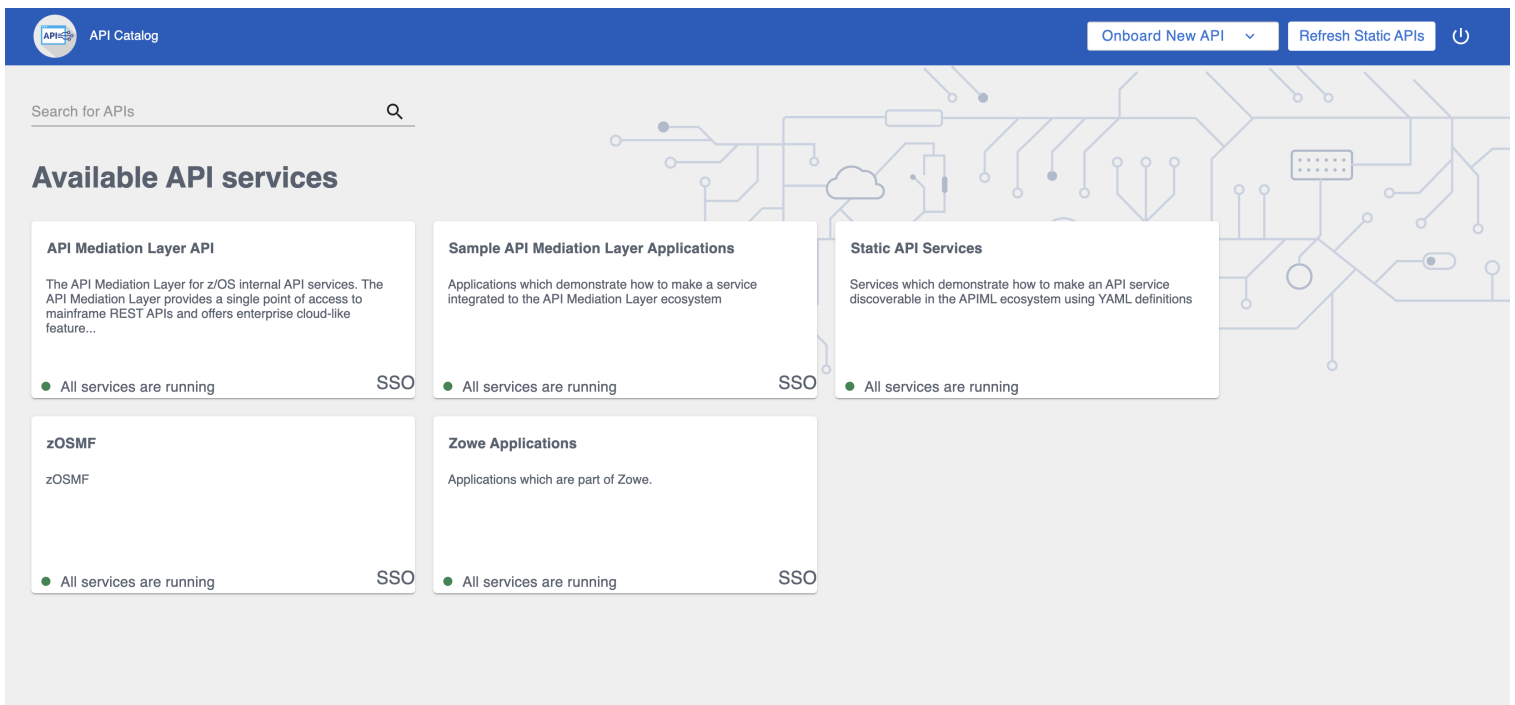 API
API Catalog
Onboard New API
Refresh Static APIs
Search for APIs
Available API services
API Mediation Layer API
The API Mediation Layer for z/OS internal API services. The
API Mediation Layer provides a single point of access to
mainframe REST APIs and offers enterprise cloud-like
feature...
All services are running
SSO
Sample API Mediation Layer Applications
Applications which demonstrate how to make a service
integrated to the API Mediation Layer ecosystem
All services are running
SSO
Static API Services
Services which demonstrate how to make an API service
discoverable in the APIML ecosystem using YAML definitions
All services are running
zOSMF
zOSMF
All services are running
SSO
Zowe Applications
Applications which are part of Zowe.
All services are running
SSO